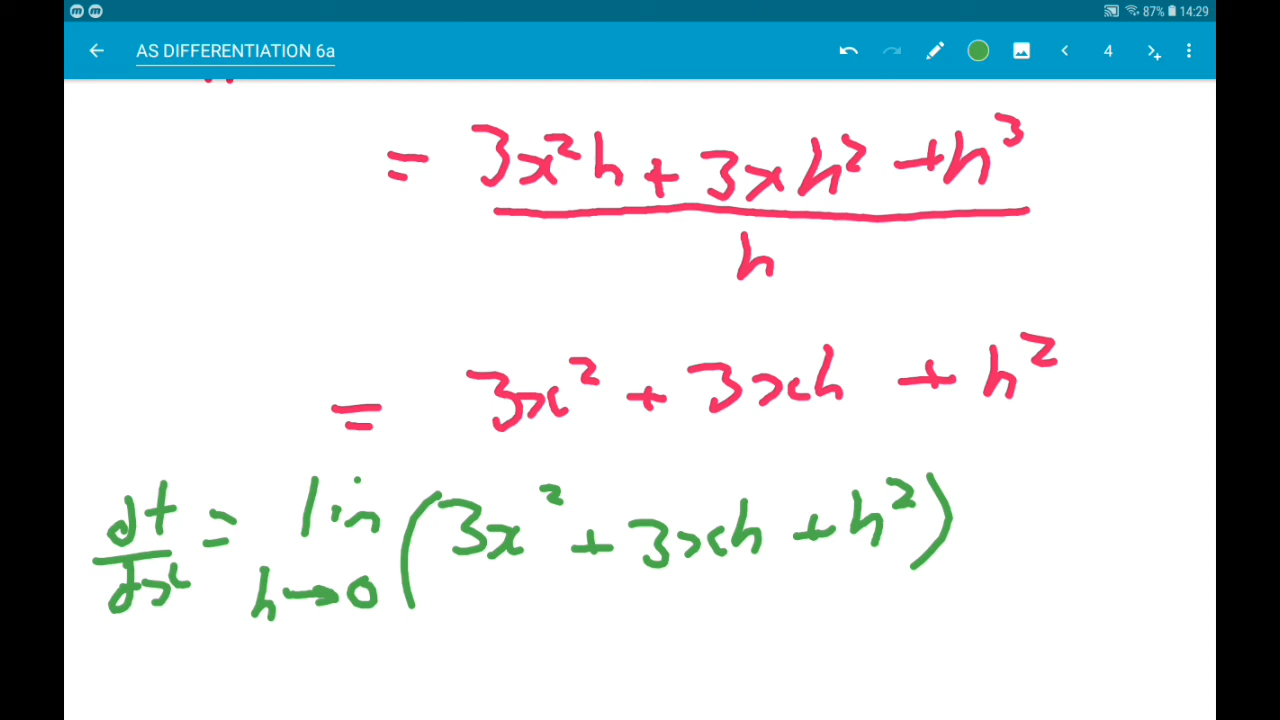 87% 14:29
AS DIFFERENTIATION 6a
4
= 3x²h + 3xh² + h³
h
= 3x² + 3xh + h²
df/dx = lim (3x² + 3xh + h²)
h→0